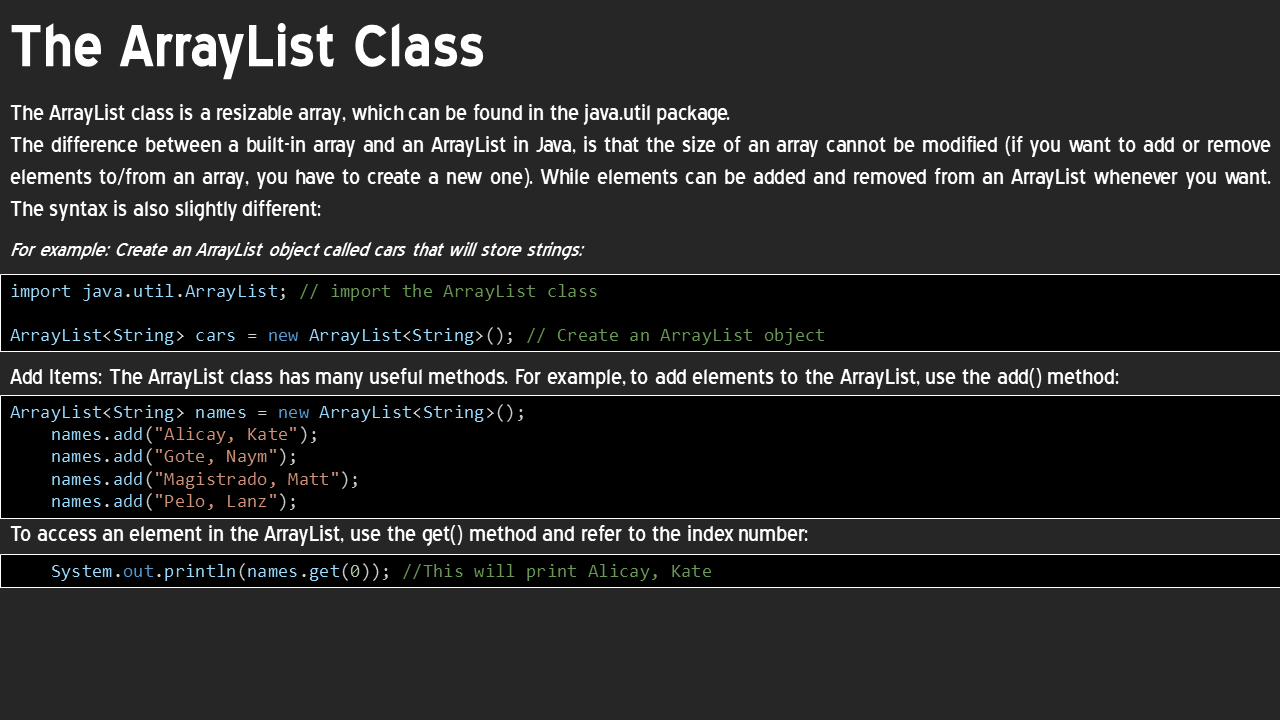 The ArrayList Class
The ArrayList class is a resizable array, which can be found in the java.util package.
The difference between a built-in array and an ArrayList in Java, is that the size of an array cannot be modified (if you want to add or remove
elements to/from an array, you have to create a new one). While elements can be added and removed from an ArrayList whenever you want.
The syntax is also slightly different:
For example: Create an ArrayList object called cars that will store strings:
import java.util.ArrayList; // import the ArrayList class
ArrayList<String> cars = new ArrayList<String>(); // Create an ArrayList object
Add Items: The ArrayList class has many useful methods. For example, to add elements to the ArrayList, use the add() method:
ArrayList<String> names = new ArrayList<String>();
names.add("Alicay, Kate");
names.add("Gote, Naym");
names.add("Magistrado, Matt");
names.add("Pelo, Lanz");
To access an element in the ArrayList, use the get() method and refer to the index number:
System.out.println(names.get(0)); //This will print Alicay, Kate